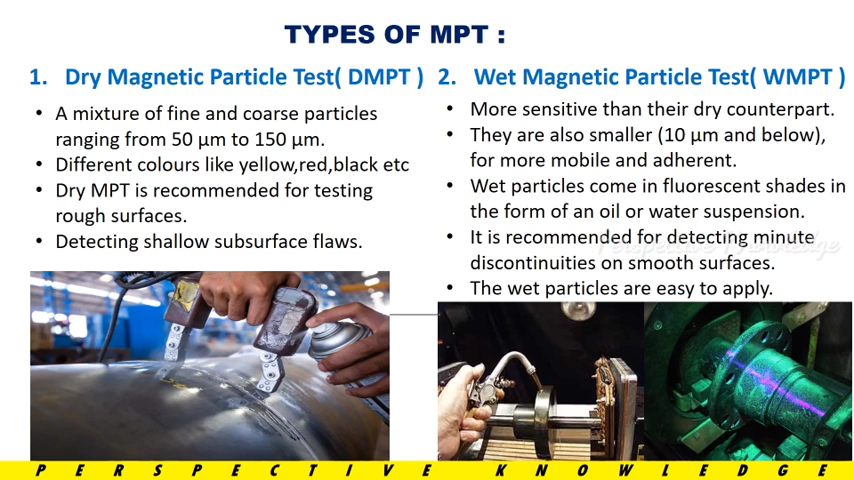 TYPES OF MPT :
1. Dry Magnetic Particle Test( DMPT )
• A mixture of fine and coarse particles
ranging from 50 µm to 150 µm.
• Different colours like yellow,red,black etc
• Dry MPT is recommended for testing
rough surfaces.
• Detecting shallow subsurface flaws.
2. Wet Magnetic Particle Test( WMPT )
• More sensitive than their dry counterpart.
• They are also smaller (10 µm and below),
for more mobile and adherent.
• Wet particles come in fluorescent shades in
the form of an oil or water suspension.
• It is recommended for detecting minute
discontinuities on smooth surfaces.
• The wet particles are easy to apply.
Perspective Knowledge
PERSPECTIVE KNOWLEDGE